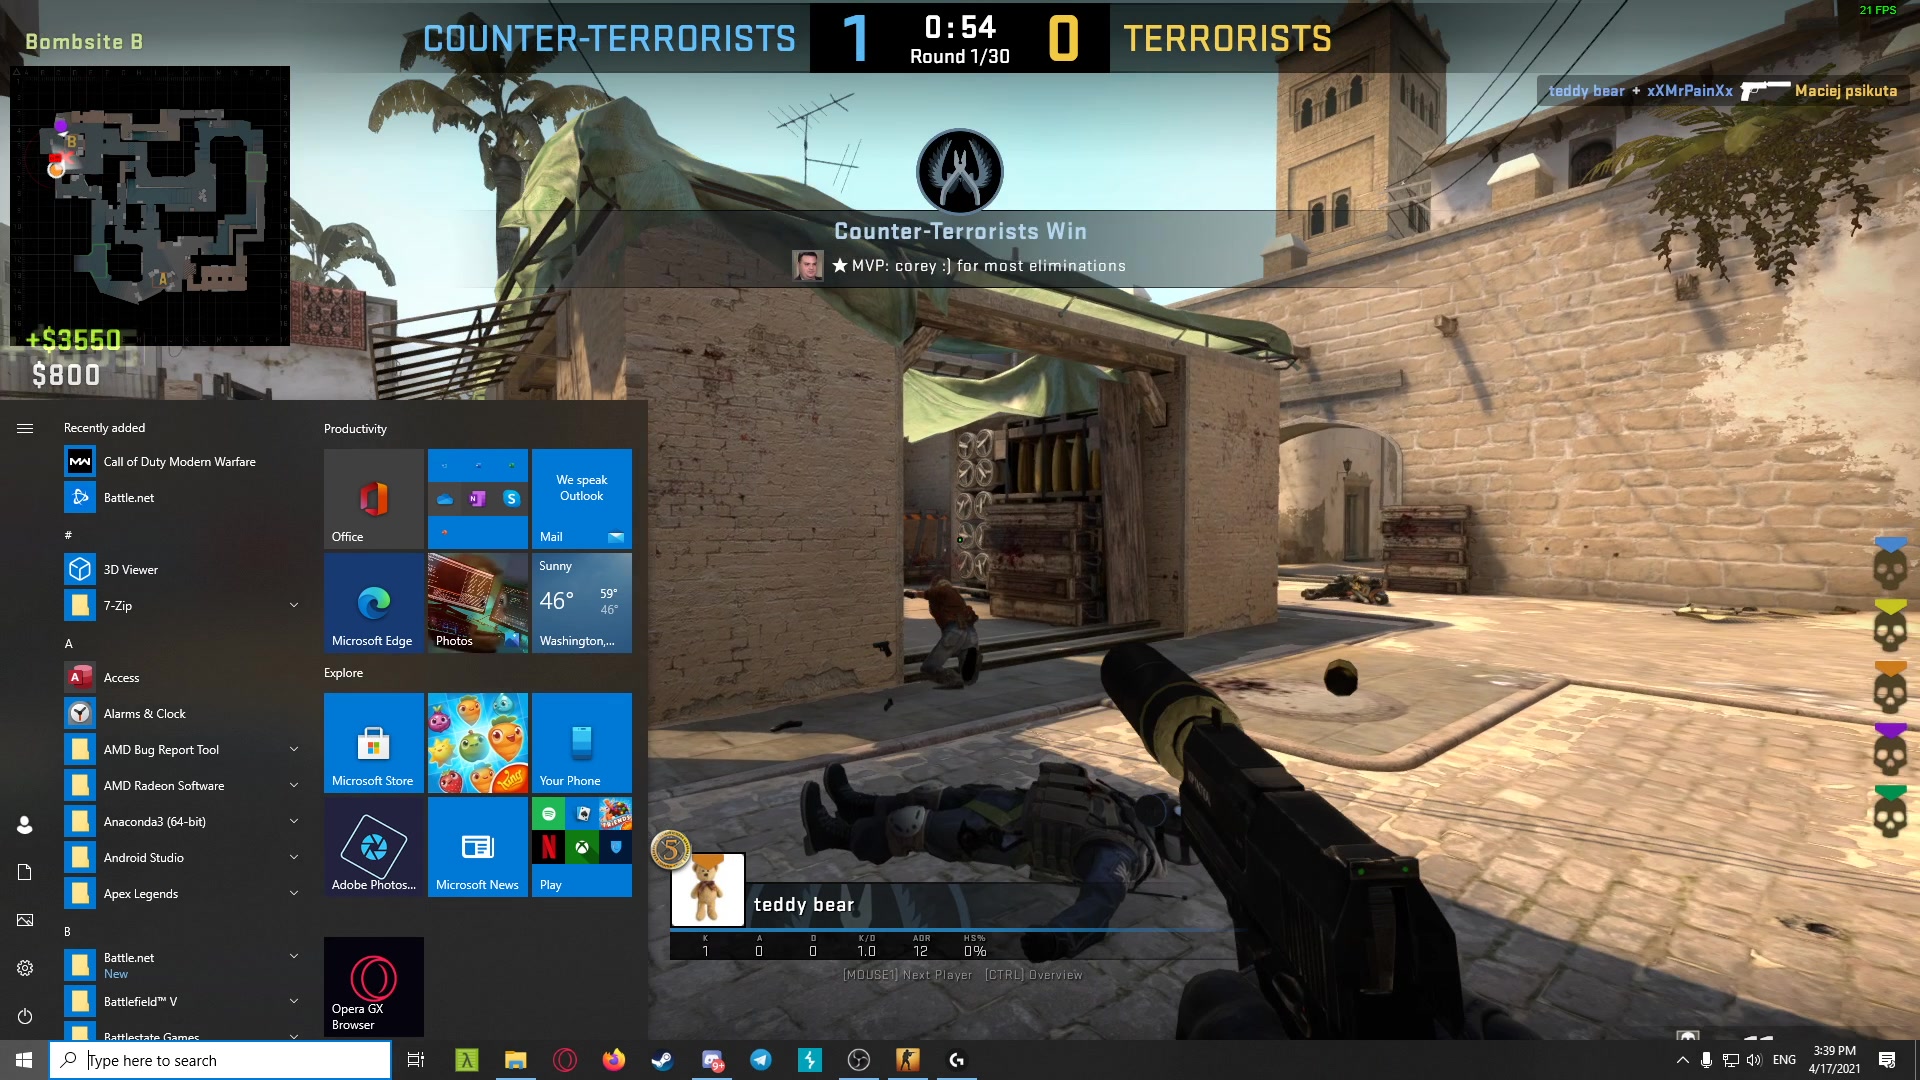 21 FPS
Bombsite B
COUNTER-TERRORISTS 1 0:54 0 TERRORISTS
Round 1/30
teddy bear + xXMrPainXx Maciej psikuta
B
A
Counter-Terrorists Win
★ MVP: corey :) for most eliminations
+$3550
$800
Recently added
Call of Duty Modern Warfare
Battle.net
#
3D Viewer
7-Zip
A
Access
Alarms & Clock
AMD Bug Report Tool
AMD Radeon Software
Anaconda3 (64-bit)
Android Studio
Apex Legends
B
Battle.net
New
Battlefield™ V
Battlestate Games
Productivity
Office
We speak
Outlook
Mail
Microsoft Edge
Photos
Sunny
46° 59°
46°
Washington,...
Explore
Microsoft Store
King
Your Phone
Adobe Photos...
Microsoft News
FRIENDS
Play
Opera GX
Browser
5
teddy bear
K A D K/D ADR HS%
1 0 0 1.0 12 0%
[MOUSE1] Next Player [CTRL] Overview
Type here to search
9+
ENG
3:39 PM
4/17/2021